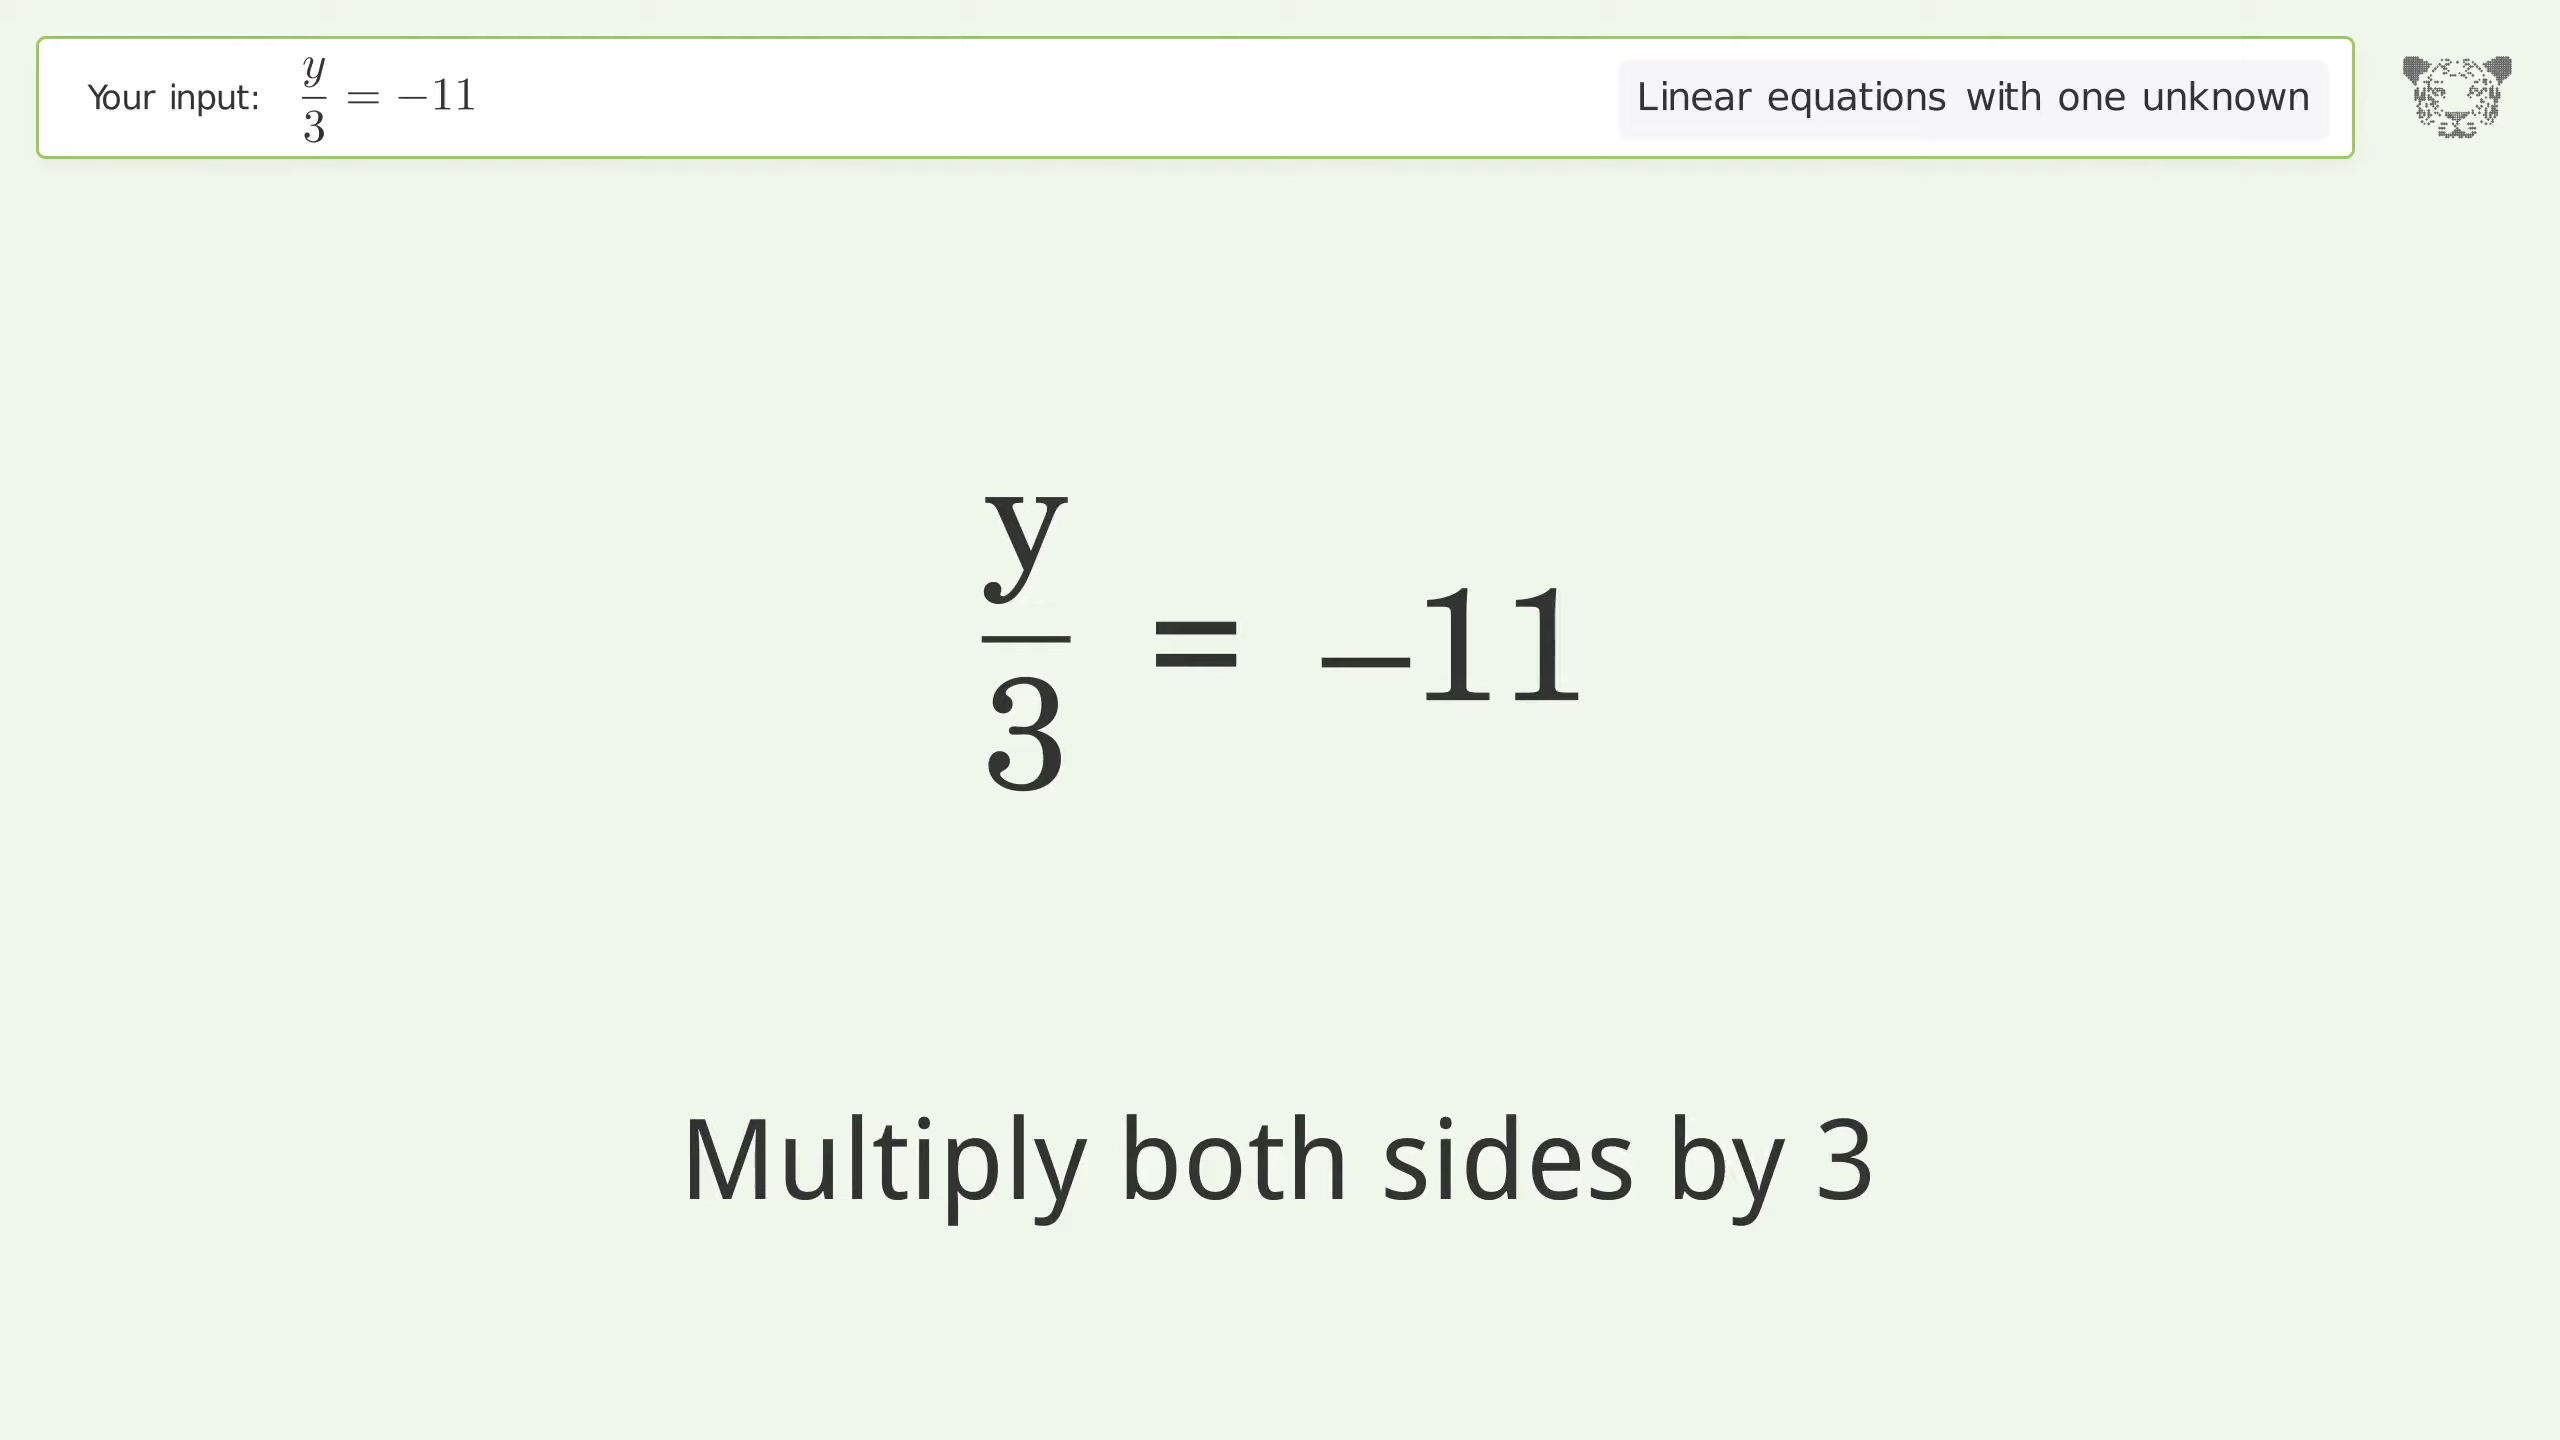 Your input: y/3 = −11
Linear equations with one unknown
y/3 = −11
Multiply both sides by 3